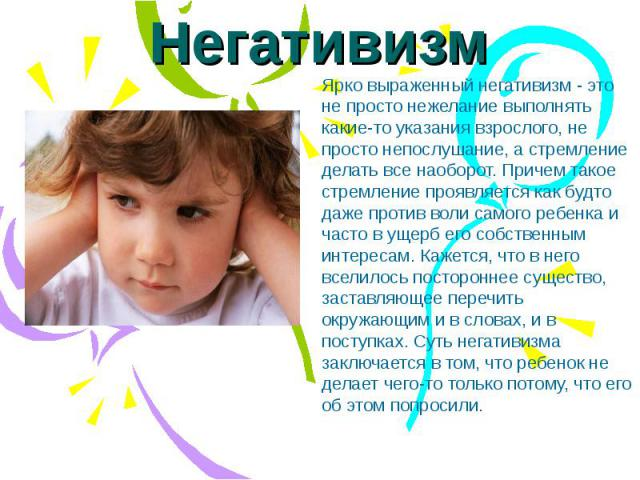 Негативизм
Ярко выраженный негативизм - это
не просто нежелание выполнять
какие-то указания взрослого, не
просто непослушание, а стремление
делать все наоборот. Причем такое
стремление проявляется как будто
даже против воли самого ребенка и
часто в ущерб его собственным
интересам. Кажется, что в него
вселилось постороннее существо,
заставляющее перечить
окружающим и в словах, и в
поступках. Суть негативизма
заключается в том, что ребенок не
делает чего-то только потому, что его
об этом попросили.